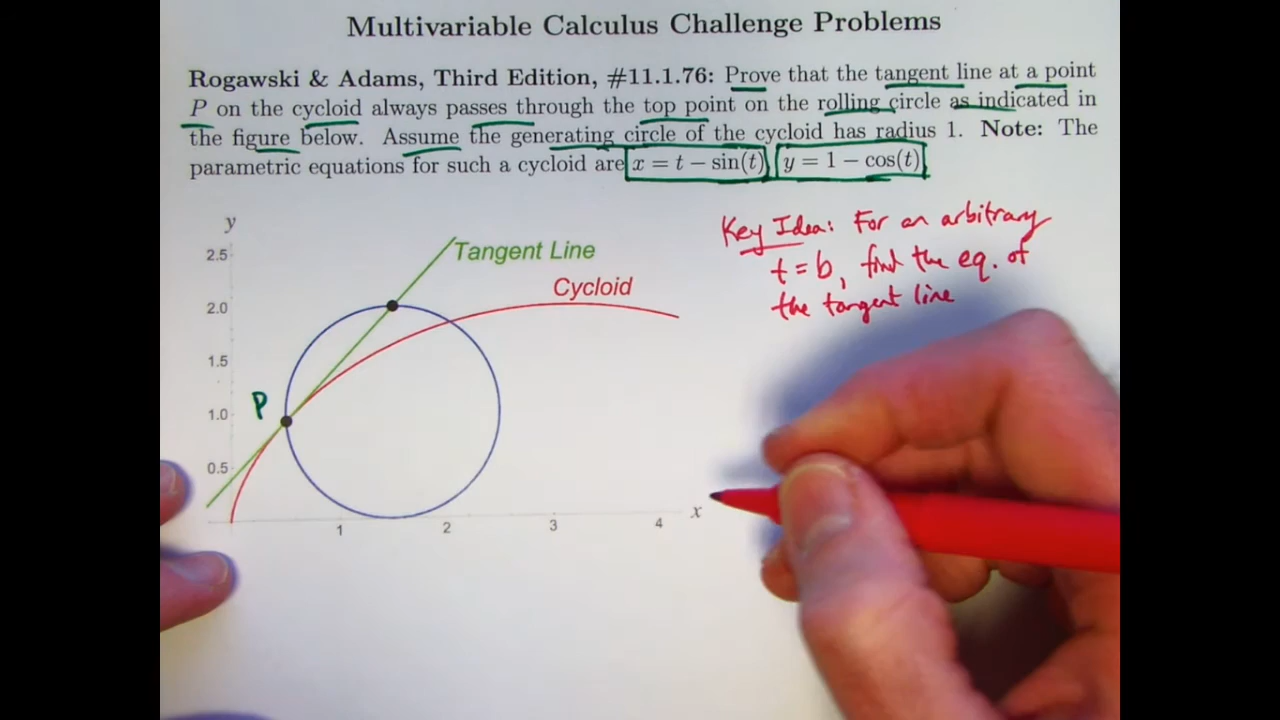 Multivariable Calculus Challenge Problems
Rogawski & Adams, Third Edition, #11.1.76: Prove that the tangent line at a point
P on the cycloid always passes through the top point on the rolling circle as indicated in
the figure below. Assume the generating circle of the cycloid has radius 1. Note: The
parametric equations for such a cycloid are x = t − sin(t), y = 1 − cos(t).
Key Idea: For an arbitrary
t = b, find the eq. of
the tangent line
y
2.5
Tangent Line
Cycloid
2.0
1.5
P
1.0
0.5
x
1 2 3 4